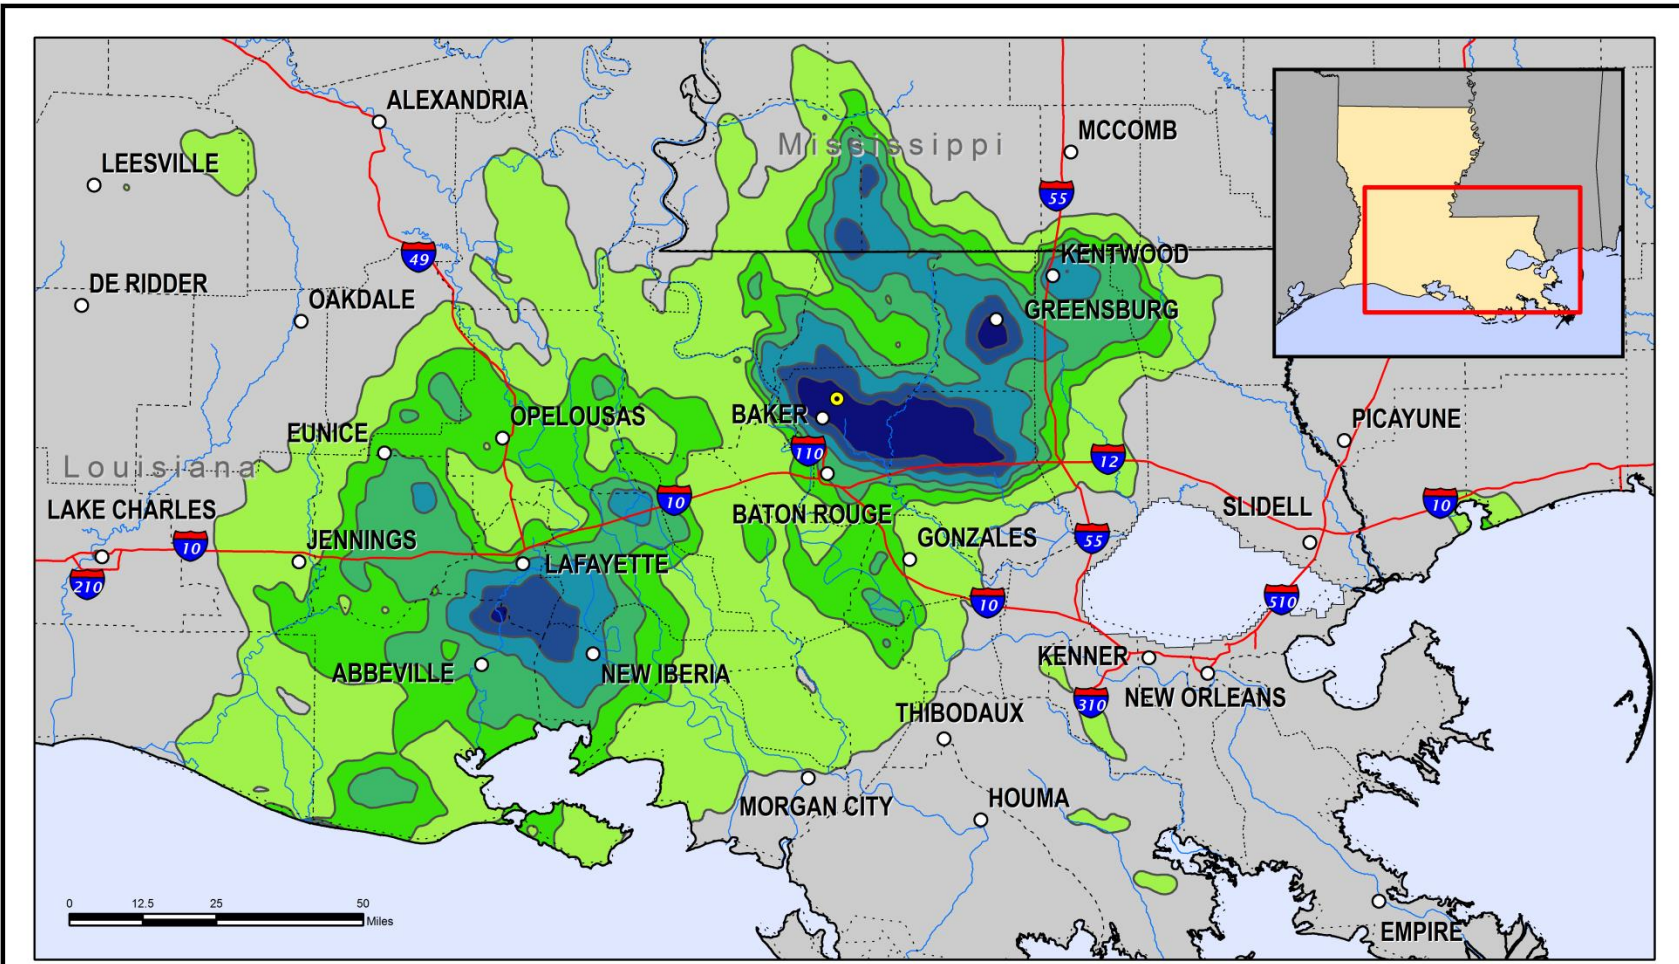 ALEXANDRIA
LEESVILLE
Mississippi
MCCOMB
55
49
KENTWOOD
DE RIDDER
OAKDALE
GREENSBURG
BAKER
OPELOUSAS
EUNICE
PICAYUNE
110
12
Louisiana
LAKE CHARLES
10
10
SLIDELL
BATON ROUGE
10
JENNINGS
GONZALES
55
LAFAYETTE
210
10
510
KENNER
ABBEVILLE
NEW IBERIA
310
NEW ORLEANS
THIBODAUX
MORGAN CITY
HOUMA
0 12.5 25 50
Miles
EMPIRE